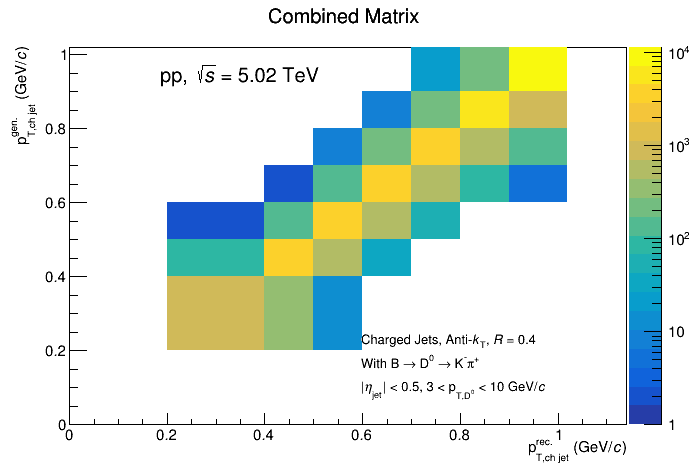 Combined Matrix
p^gen._T,ch jet (GeV/c)
pp, √s = 5.02 TeV
1
0.8
0.6
0.4
0.2
0
10^4
10^3
10^2
10
1
Charged Jets, Anti-k_T, R = 0.4
With B → D^0 → K^-π^+
|η_jet| < 0.5, 3 < p_T,D^0 < 10 GeV/c
0 0.2 0.4 0.6 0.8 1
p^rec._T,ch jet (GeV/c)